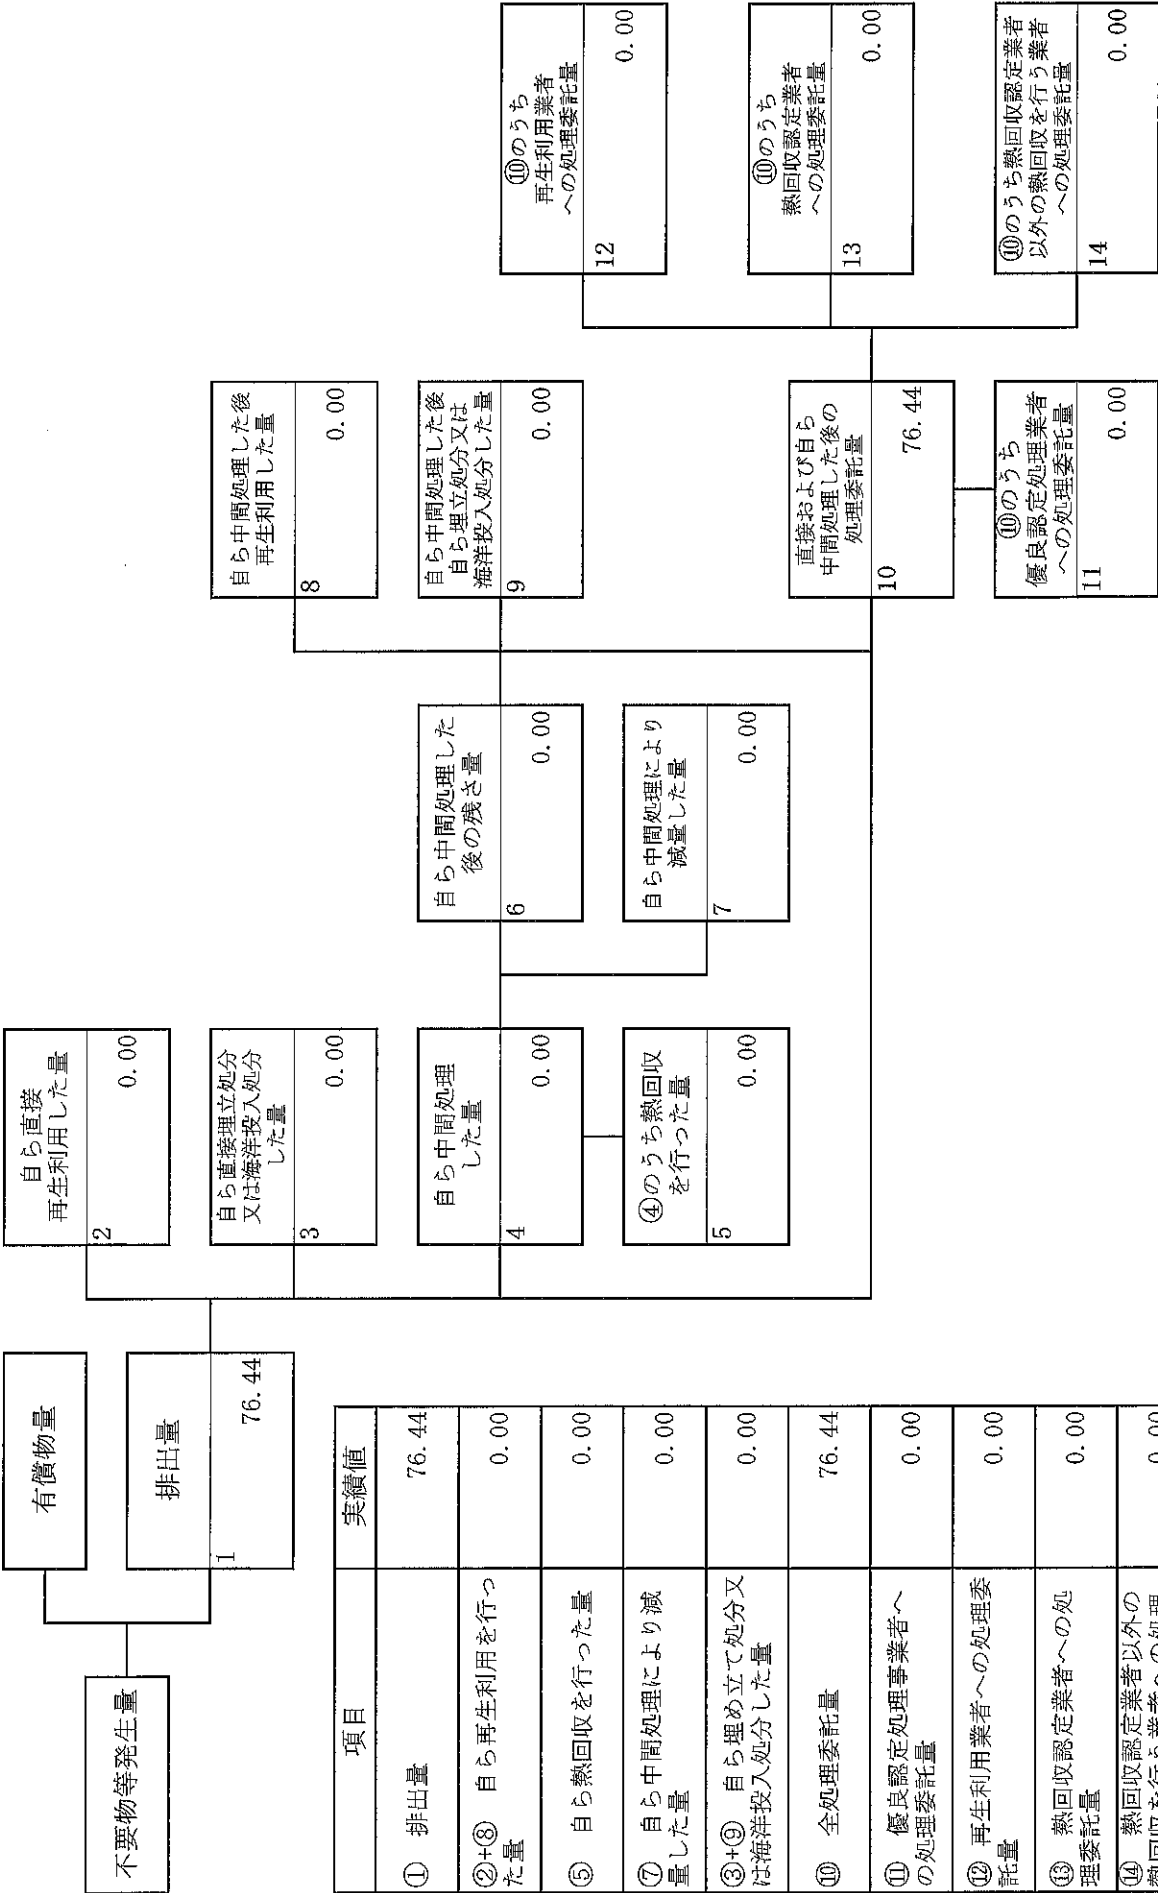 不要物等発生量
有償物量
排出量
1
76.44
自ら直接
再生利用した量
2
0.00
自ら直接埋立処分
又は海洋投入処分
した量
3
0.00
自ら中間処理
した量
4
0.00
④のうち熱回収
を行った量
5
0.00
自ら中間処理した
後の残さ量
6
0.00
自ら中間処理により
減量した量
7
0.00
自ら中間処理した後
再生利用した量
8
0.00
自ら中間処理した後
自ら埋立処分又は
海洋投入処分した量
9
0.00
直接および自ら
中間処理した後の
処理委託量
10
76.44
⑩のうち
優良認定処理業者
への処理委託量
11
0.00
⑩のうち
再生利用業者
への処理委託量
12
0.00
⑩のうち
熱回収認定業者
への処理委託量
13
0.00
⑩のうち熱回収認定業者
以外の熱回収を行う業者
への処理委託量
14
0.00
項目 実績値
① 排出量 76.44
②+⑧ 自ら再生利用を行っ
た量 0.00
⑤ 自ら熱回収を行った量 0.00
⑦ 自ら中間処理により減
量した量 0.00
③+⑨ 自ら埋め立て処分又
は海洋投入処分した量 0.00
⑩ 全処理委託量 76.44
⑪ 優良認定処理事業者へ
の処理委託量 0.00
⑫ 再生利用業者への処理委
託量 0.00
⑬ 熱回収認定業者への処
理委託量 0.00
⑭ 熱回収認定業者以外の
熱回収を行う業者への処理 0.00